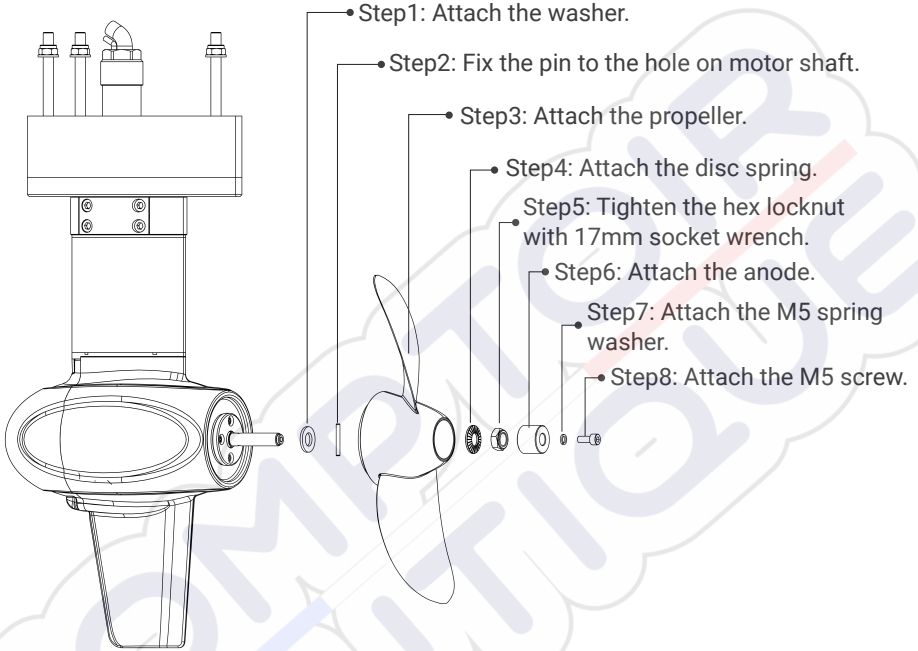 Step1: Attach the washer.
Step2: Fix the pin to the hole on motor shaft.
Step3: Attach the propeller.
Step4: Attach the disc spring.
Step5: Tighten the hex locknut
with 17mm socket wrench.
Step6: Attach the anode.
Step7: Attach the M5 spring
washer.
Step8: Attach the M5 screw.
COMPTOIR